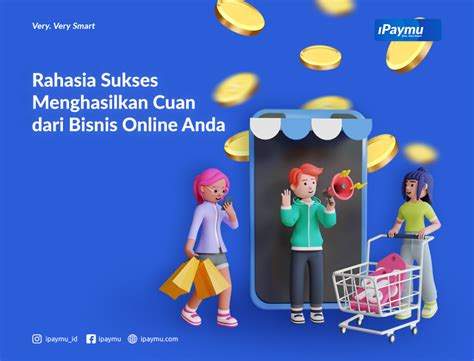 Very. Very Smart
iPaymu
Rahasia Sukses
Menghasilkan Cuan
dari Bisnis Online Anda
ipaymu_id ipaymu ipaymu.com